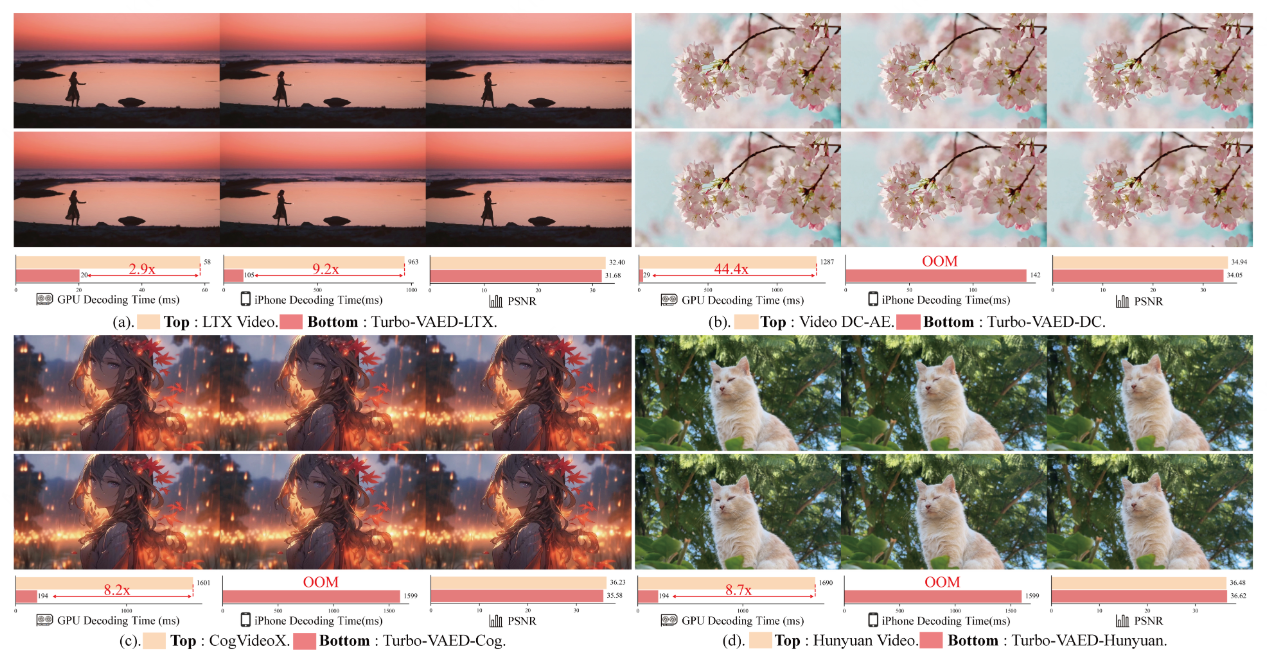 58
20
2.9x
0
20
40
60
GPU Decoding Time (ms)
963
105
9.2x
0
500
1000
iPhone Decoding Time(ms)
32.40
31.68
0
10
20
30
PSNR
(a). Top : LTX Video. Bottom : Turbo-VAED-LTX.
1287
29
44.4x
0
500
1000
GPU Decoding Time (ms)
OOM
142
0
50
100
iPhone Decoding Time(ms)
34.94
34.05
0
10
20
30
PSNR
(b). Top : Video DC-AE. Bottom : Turbo-VAED-DC.
1601
194
8.2x
0
1000
GPU Decoding Time (ms)
OOM
1599
0
500
1000
1500
iPhone Decoding Time(ms)
36.23
35.58
0
20
30
PSNR
(c). Top : CogVideoX. Bottom : Turbo-VAED-Cog.
1690
194
8.7x
0
1000
GPU Decoding Time (ms)
OOM
1599
0
500
1000
1500
iPhone Decoding Time(ms)
36.48
36.62
0
10
20
30
PSNR
(d). Top : Hunyuan Video. Bottom : Turbo-VAED-Hunyuan.